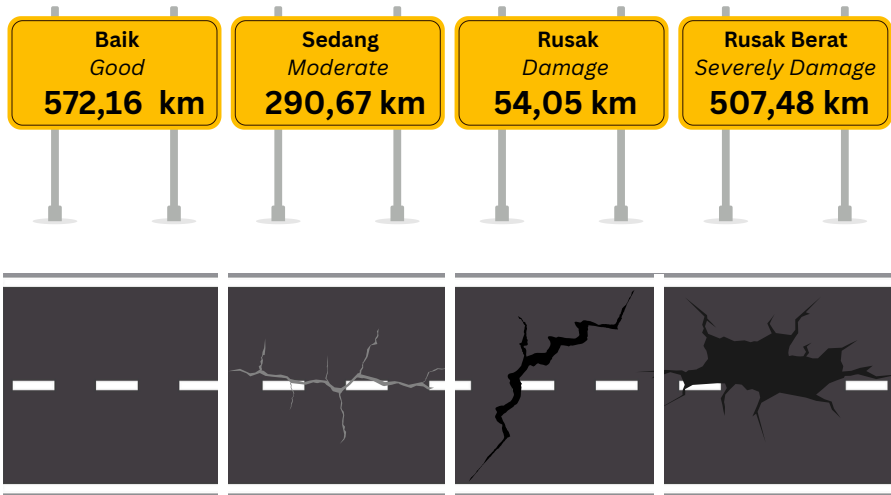 Baik
Good
572,16 km
Sedang
Moderate
290,67 km
Rusak
Damage
54,05 km
Rusak Berat
Severely Damage
507,48 km